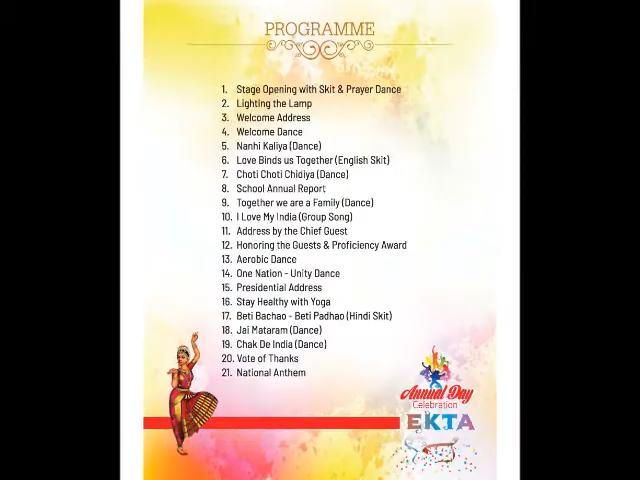 PROGRAMME
1. Stage Opening with Skit & Prayer Dance
2. Lighting the Lamp
3. Welcome Address
4. Welcome Dance
5. Nanhi Kaliya (Dance)
6. Love Binds us Together (English Skit)
7. Choti Choti Chidiya (Dance)
8. School Annual Report
9. Together we are a Family (Dance)
10. I Love My India (Group Song)
11. Address by the Chief Guest
12. Honoring the Guests & Proficiency Award
13. Aerobic Dance
14. One Nation - Unity Dance
15. Presidential Address
16. Stay Healthy with Yoga
17. Beti Bachao - Beti Padhao (Hindi Skit)
18. Jai Mataram (Dance)
19. Chak De India (Dance)
20. Vote of Thanks
21. National Anthem
Annual Day
Celebration
EKTA